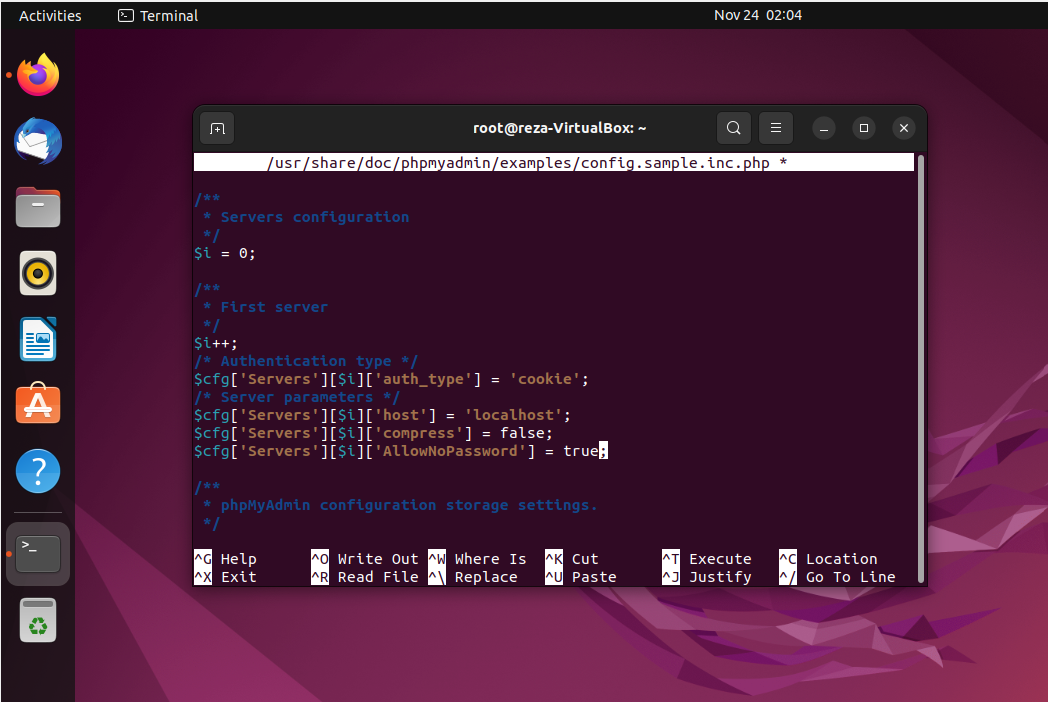 Activities Terminal Nov 24 02:04
root@reza-VirtualBox: ~
/usr/share/doc/phpmyadmin/examples/config.sample.inc.php *
/**
 * Servers configuration
 */
$i = 0;
/**
 * First server
 */
$i++;
/* Authentication type */
$cfg['Servers'][$i]['auth_type'] = 'cookie';
/* Server parameters */
$cfg['Servers'][$i]['host'] = 'localhost';
$cfg['Servers'][$i]['compress'] = false;
$cfg['Servers'][$i]['AllowNoPassword'] = true;
/**
 * phpMyAdmin configuration storage settings.
 */
^G Help ^O Write Out ^W Where Is ^K Cut ^T Execute ^C Location
^X Exit ^R Read File ^\ Replace ^U Paste ^J Justify ^/ Go To Line